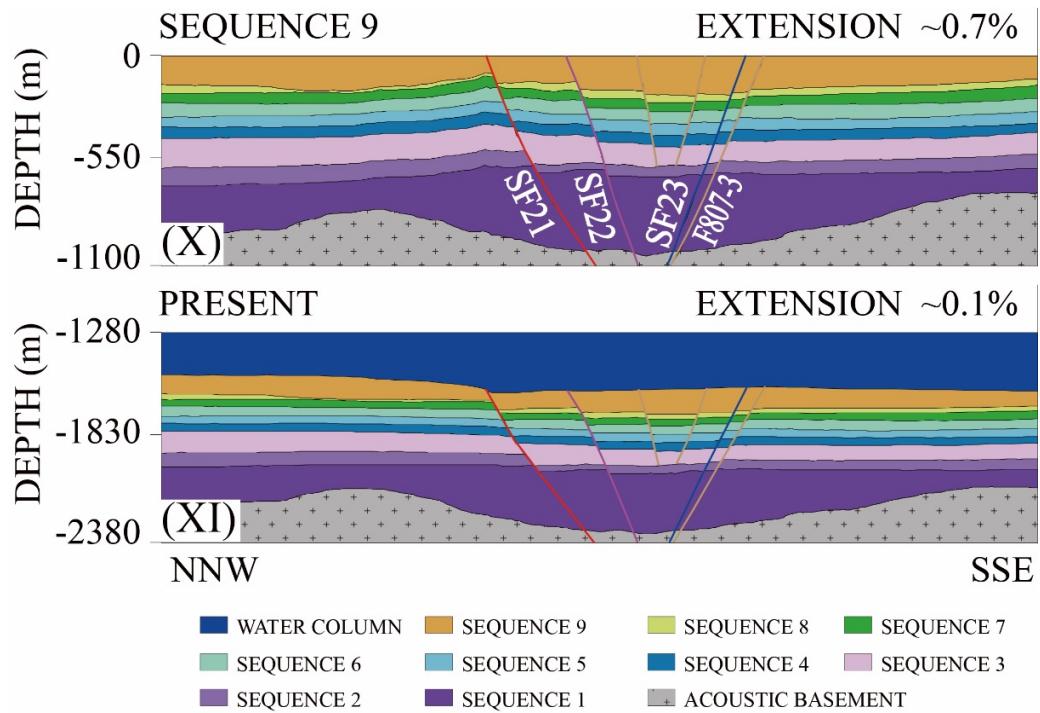 SEQUENCE 9 EXTENSION ~0.7%
DEPTH (m)
0
-550
-1100
SF21
SF22
SF23
F807-3
(X)
PRESENT EXTENSION ~0.1%
DEPTH (m)
-1280
-1830
-2380
(XI)
NNW SSE
WATER COLUMN SEQUENCE 9 SEQUENCE 8 SEQUENCE 7
SEQUENCE 6 SEQUENCE 5 SEQUENCE 4 SEQUENCE 3
SEQUENCE 2 SEQUENCE 1 ACOUSTIC BASEMENT